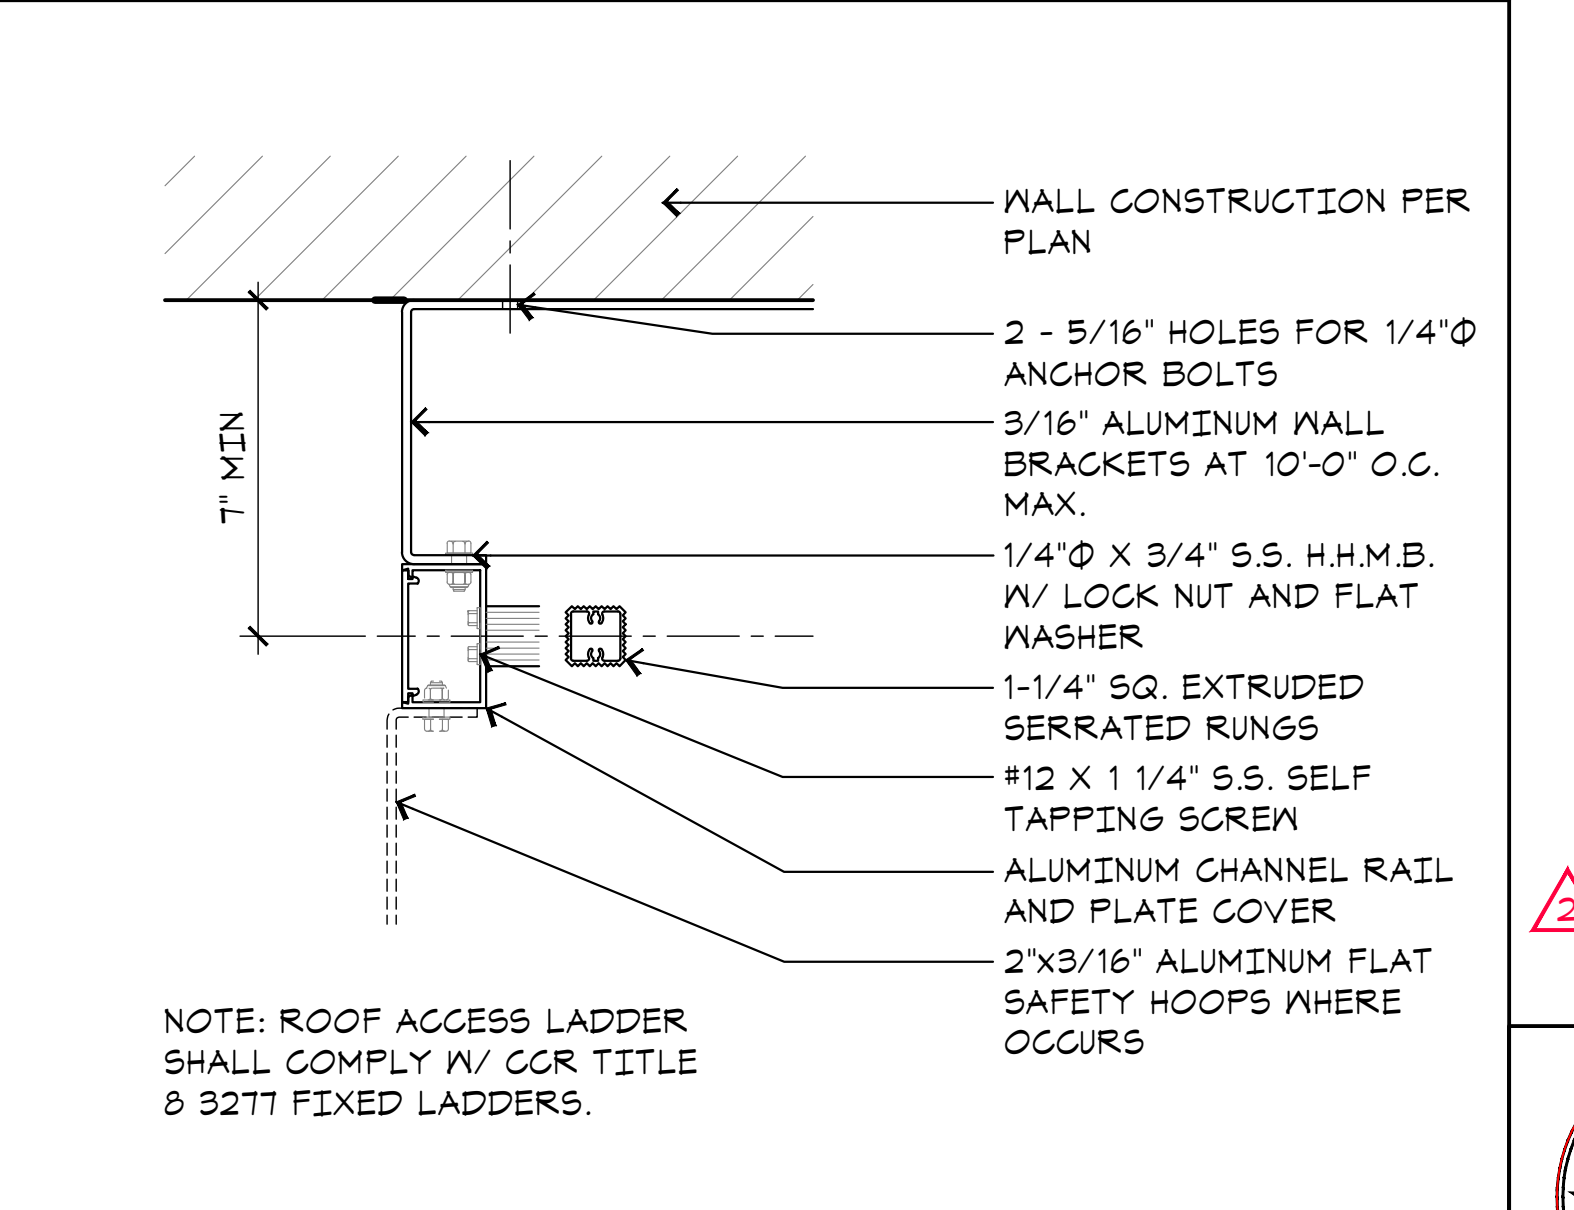 WALL CONSTRUCTION PER
PLAN
2 - 5/16" HOLES FOR 1/4"Φ
ANCHOR BOLTS
3/16" ALUMINUM WALL
BRACKETS AT 10'-0" O.C.
MAX.
7" MIN
1/4"Φ X 3/4" S.S. H.H.M.B.
W/ LOCK NUT AND FLAT
WASHER
1-1/4" SQ. EXTRUDED
SERRATED RUNGS
#12 X 1 1/4" S.S. SELF
TAPPING SCREW
ALUMINUM CHANNEL RAIL
AND PLATE COVER
2"x3/16" ALUMINUM FLAT
SAFETY HOOPS WHERE
OCCURS
NOTE: ROOF ACCESS LADDER
SHALL COMPLY W/ CCR TITLE
8 3277 FIXED LADDERS.
2